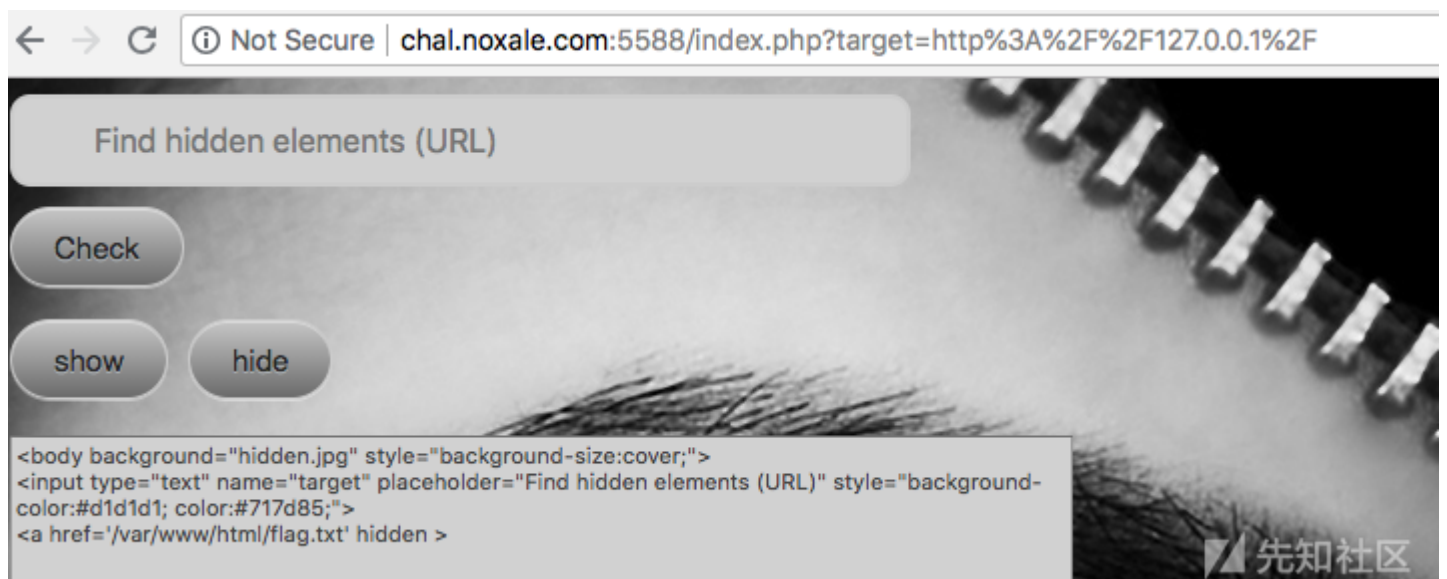 Not Secure
chal.noxale.com:5588/index.php?target=http%3A%2F%2F127.0.0.1%2F
Find hidden elements (URL)
Check
show
hide
<body background="hidden.jpg" style="background-size:cover;">
<input type="text" name="target" placeholder="Find hidden elements (URL)" style="background-
color:#d1d1d1; color:#717d85;">
<a href='/var/www/html/flag.txt' hidden >
先知社区